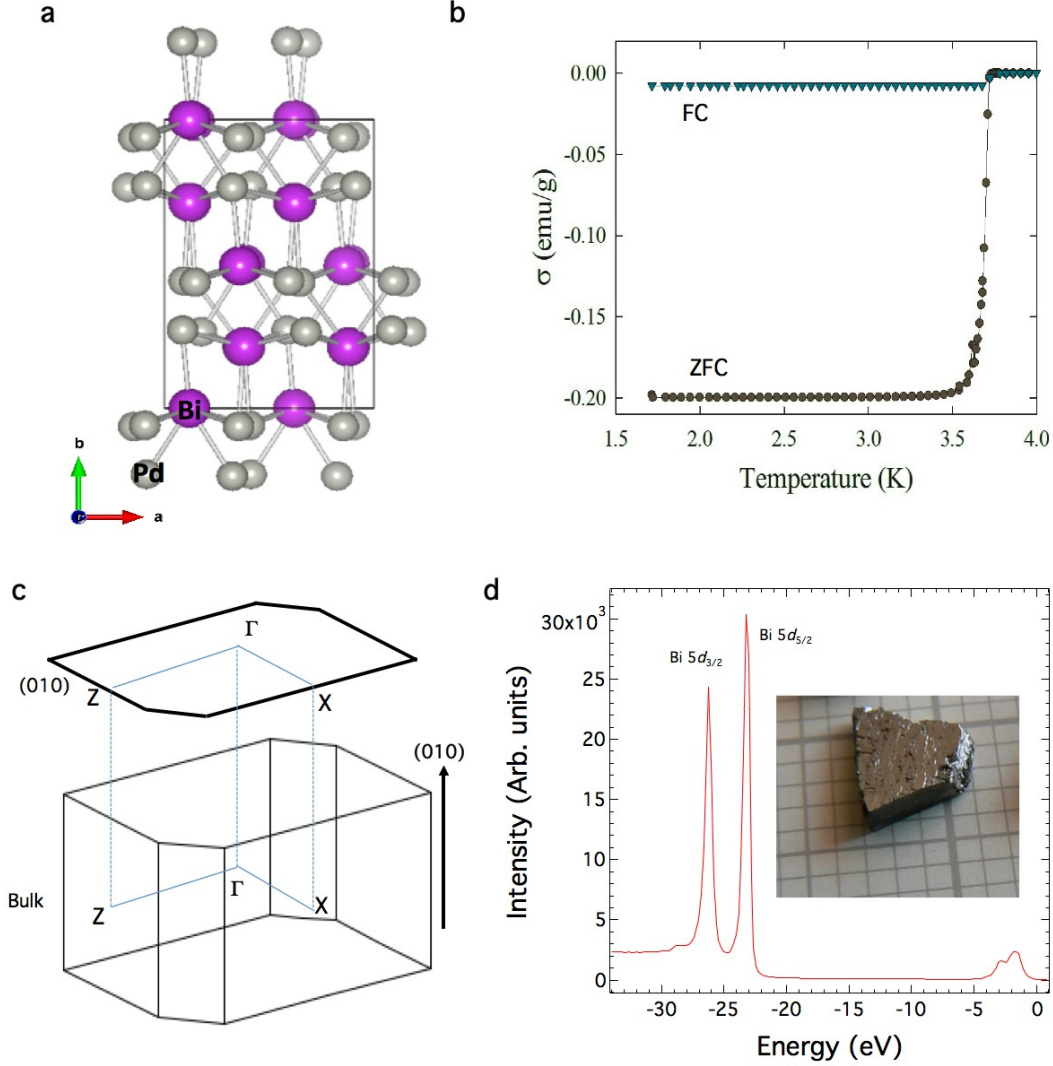 a
Bi
Pd
b
a
b
0.00
FC
-0.05
-0.10
-0.15
ZFC
-0.20
σ (emu/g)
1.5 2.0 2.5 3.0 3.5 4.0
Temperature (K)
c
Γ
(010)
Z
X
(010)
Γ
Bulk
Z
X
d
30x10³
Bi 5d₅/₂
Bi 5d₃/₂
25
20
15
10
5
0
Intensity (Arb. units)
-30 -25 -20 -15 -10 -5 0
Energy (eV)